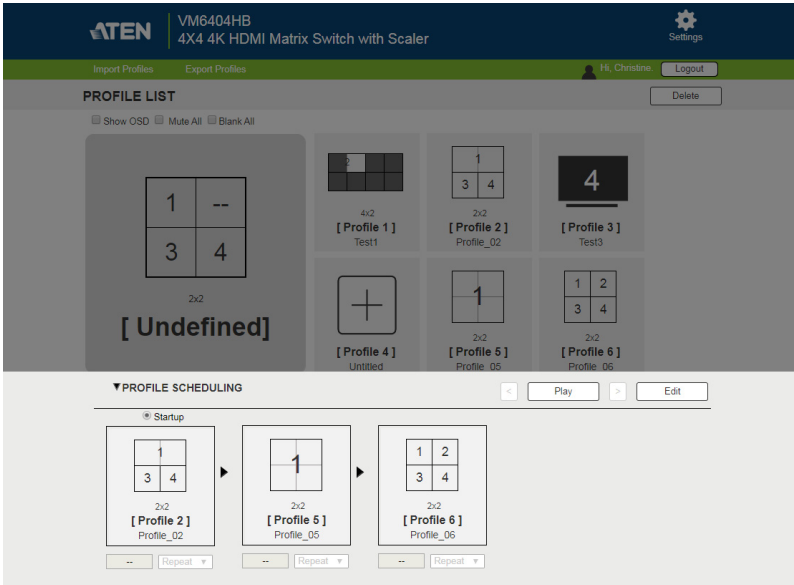 ATEN
VM6404HB
4X4 4K HDMI Matrix Switch with Scaler
Settings
Import Profiles Export Profiles Hi, Christine. Logout
PROFILE LIST Delete
Show OSD Mute All Blank All
1 --
3 4
2x2
[ Undefined]
2
4x2
[ Profile 1 ]
Test1
1
3 4
2x2
[ Profile 2 ]
Profile_02
4
[ Profile 3 ]
Test3
[ Profile 4 ]
Untitled
1
2x2
[ Profile 5 ]
Profile_05
1 2
3 4
2x2
[ Profile 6 ]
Profile_06
▼PROFILE SCHEDULING < Play > Edit
Startup
1
3 4
2x2
[ Profile 2 ]
Profile_02
-- Repeat ▼
1
2x2
[ Profile 5 ]
Profile_05
-- Repeat ▼
1 2
3 4
2x2
[ Profile 6 ]
Profile_06
-- Repeat ▼